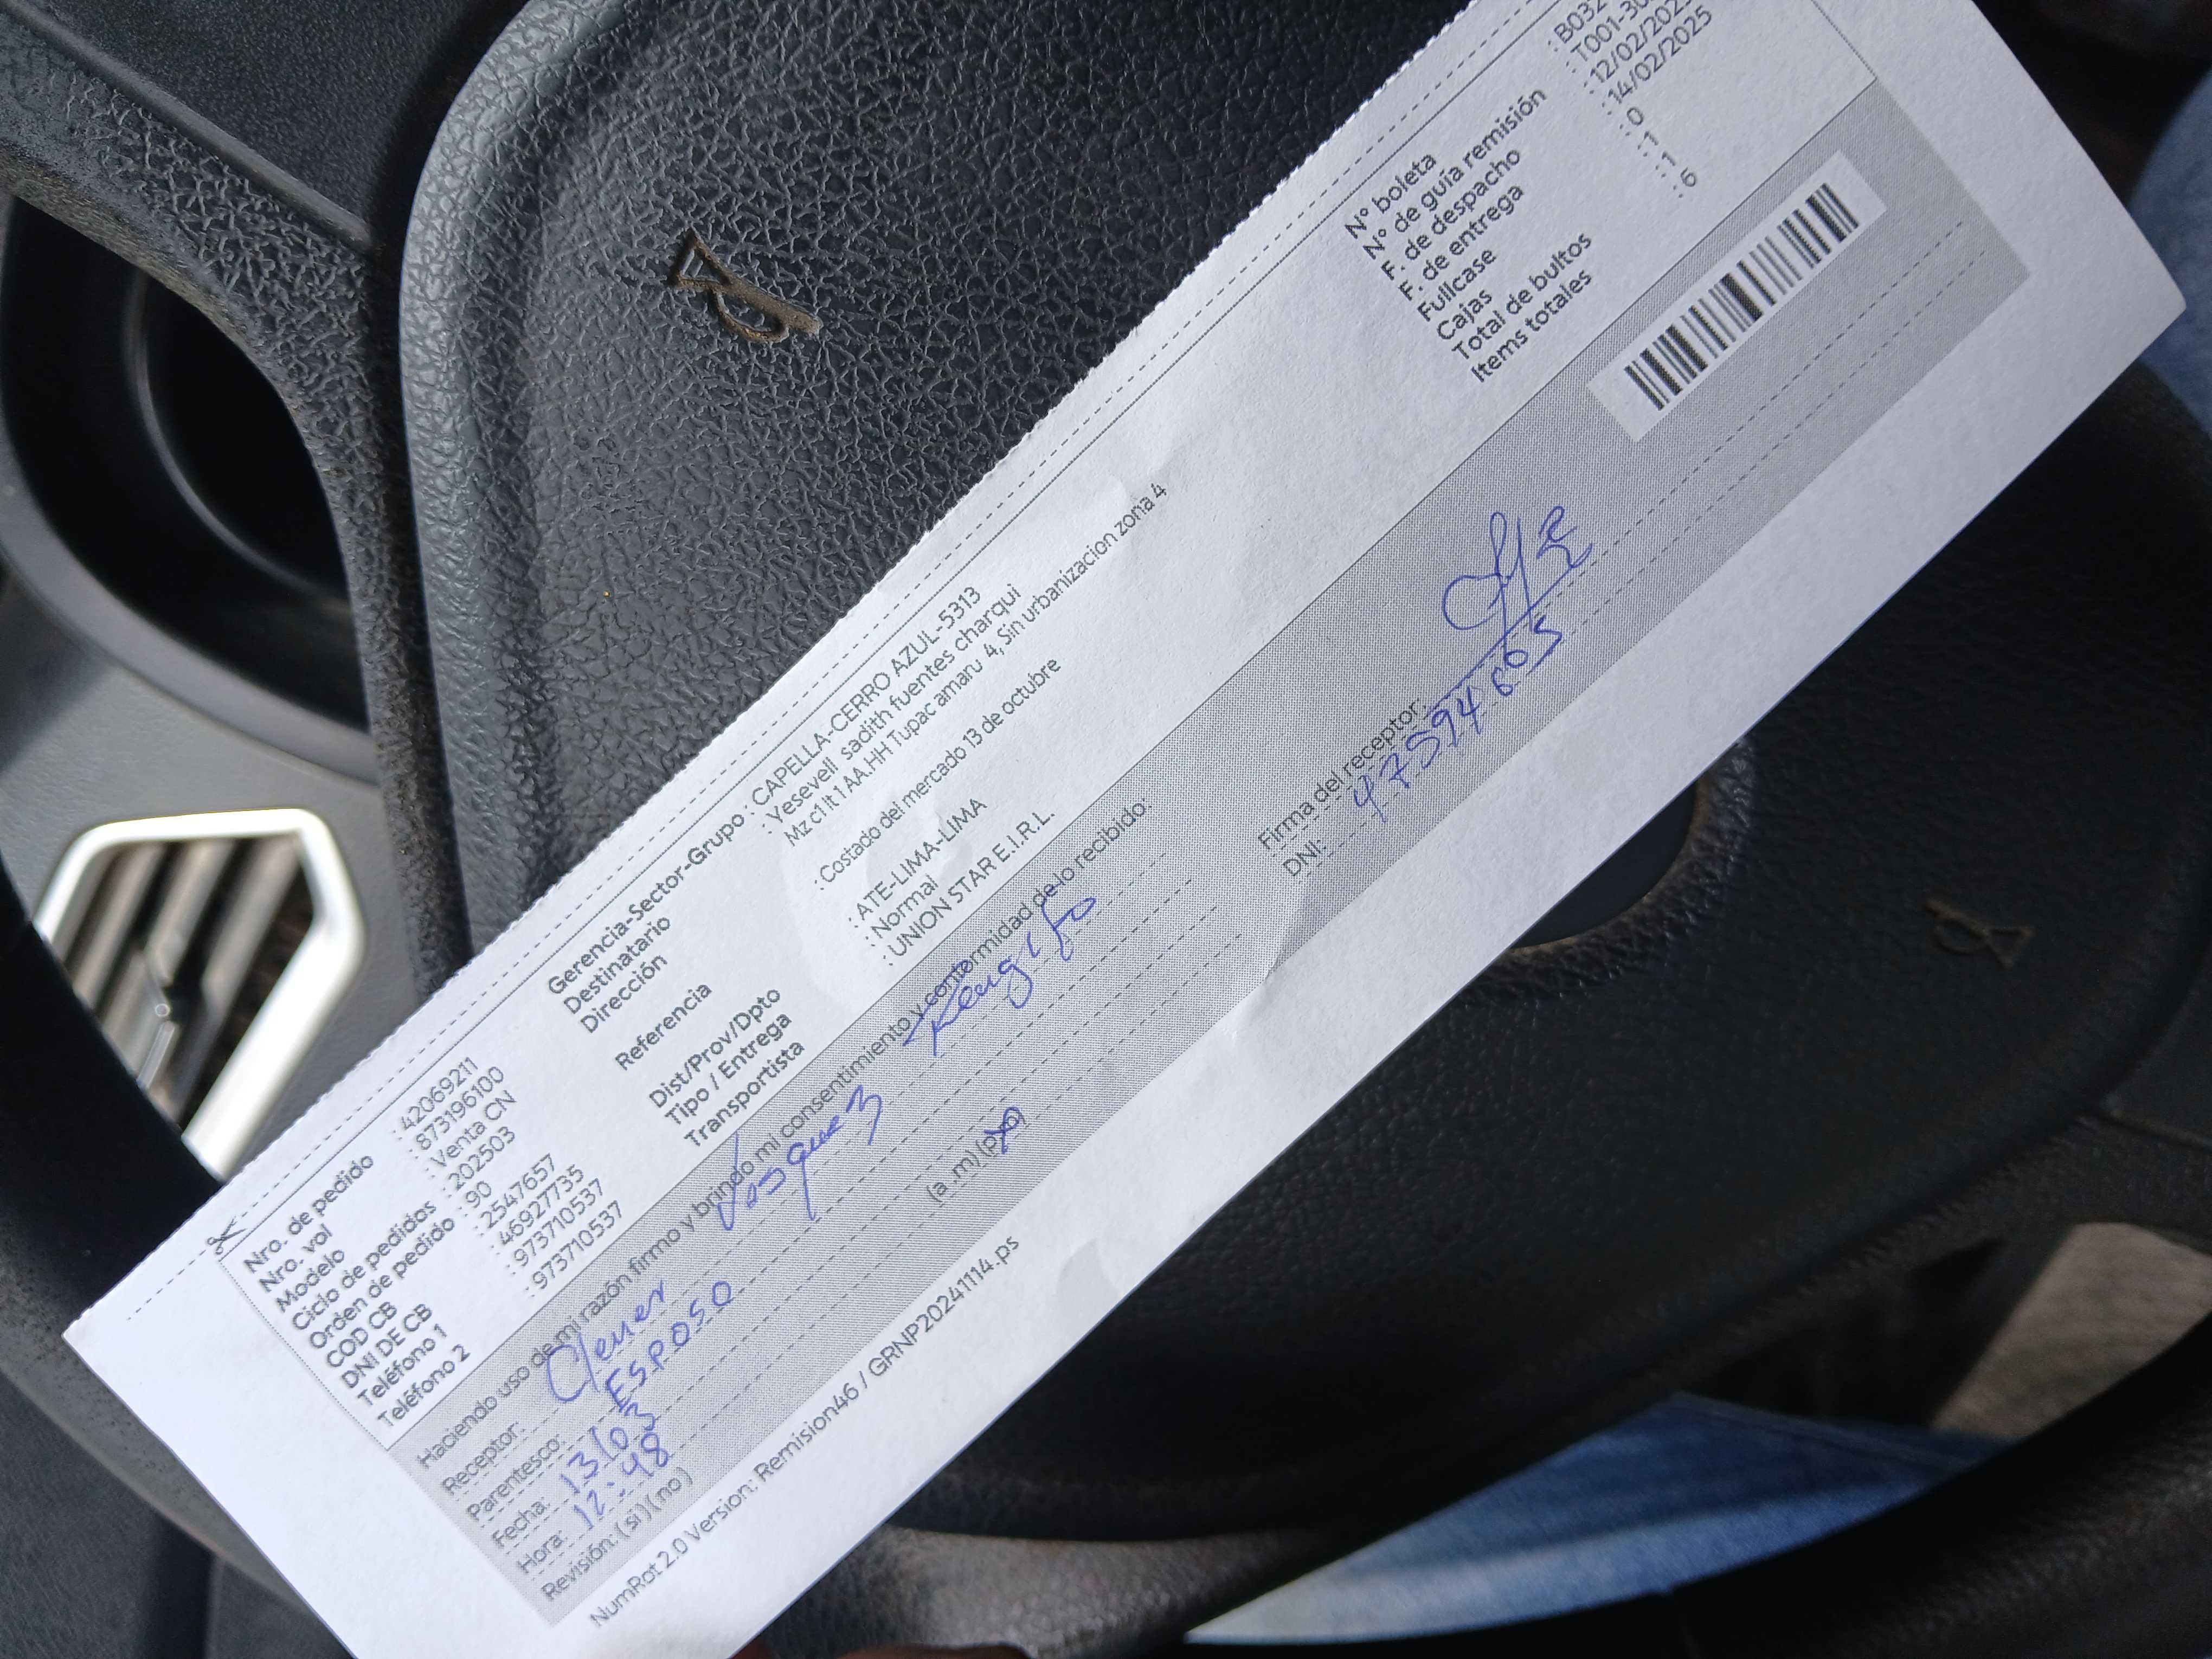 Nro. de pedido : 42069211
Nro. vol : 873196100
Modelo : Venta CN
Ciclo de pedidos : 202503
Orden de pedido : 90
COD CB : 2547657
DNI DE CB : 46927735
Teléfono 1 : 973710537
Teléfono 2 : 973710537
Gerencia-Sector-Grupo : CAPELLA-CERRO AZUL-5313
Destinatario : Yesevell sadith fuentes charqui
Dirección Mz c1 lt 1 AA.HH Tupac amaru 4, Sin urbanizacion zona 4
Referencia : Costado del mercado 13 de octubre
Dist/Prov/Dpto : ATE-LIMA-LIMA
Tipo / Entrega : Normal
Transportista : UNION STAR E.I.R.L.
N° boleta : B032
N° de guía remisión : T001-30
F. de despacho : 12/02/2025
F. de entrega : 14/02/2025
Fullcase : 0
Cajas : 1
Total de bultos : 1
Items totales : 6
Haciendo uso de mi razón firmo y brindo mi consentimiento y conformidad de lo recibido:
Receptor: Clener Vasquez Rengifo
Parentesco: Esposo
Fecha: 13/03
Hora: 12:48 (a.m)(p.m)
Revisión: (si)(no)
Firma del receptor:
DNI: 47594605
NumRot 2.0 Version: Remision46 / GRNP20241114.ps